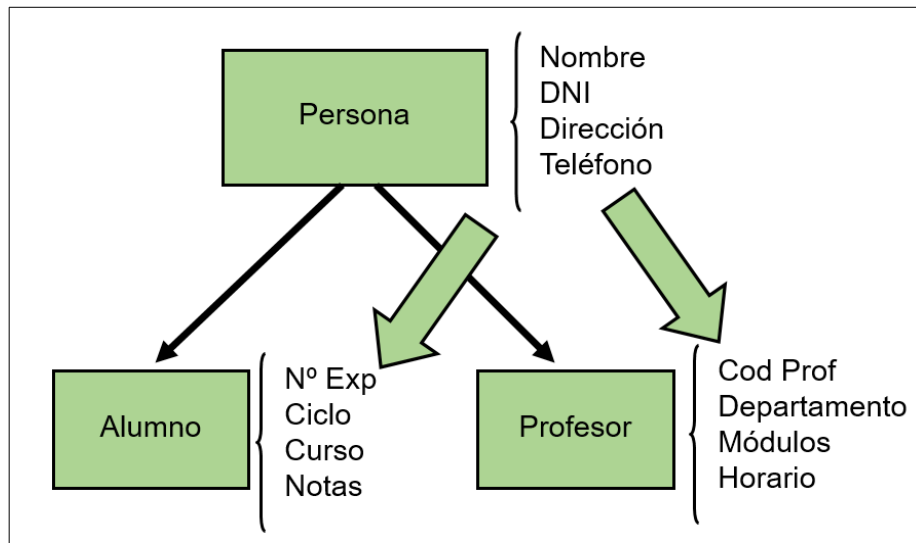 Persona
Nombre
DNI
Dirección
Teléfono
Alumno
Nº Exp
Ciclo
Curso
Notas
Profesor
Cod Prof
Departamento
Módulos
Horario